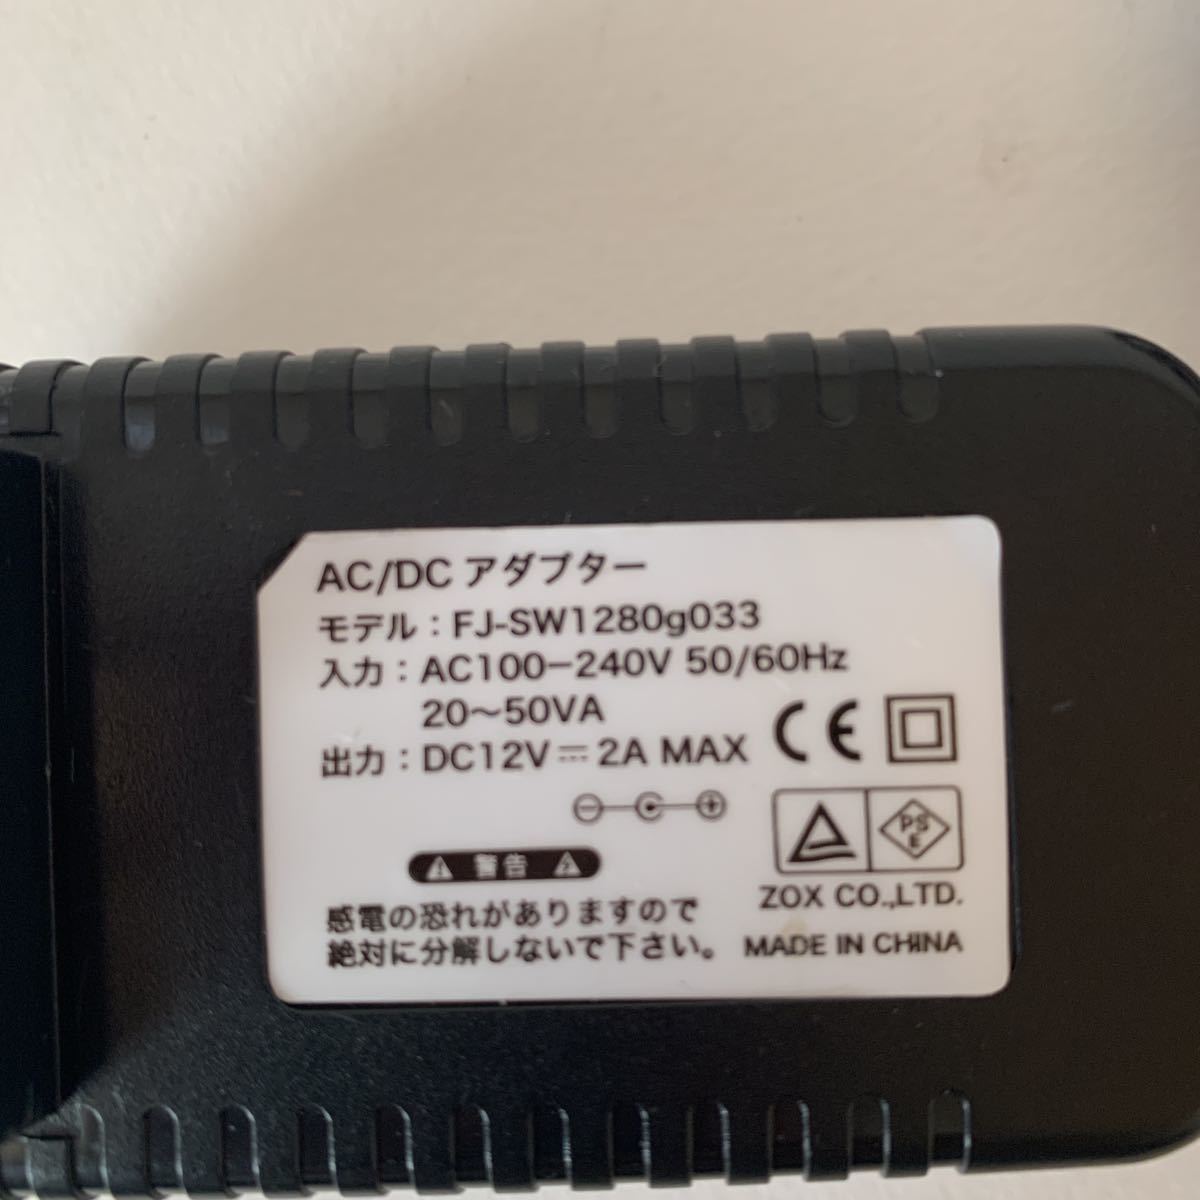 AC/DC アダプター
モデル：FJ-SW1280g033
入力：AC100－240V 50/60Hz
20〜50VA
出力：DC12V⎓2A MAX
CE
PSE
警告
感電の恐れがありますので
絶対に分解しないで下さい。
ZOX CO.,LTD.
MADE IN CHINA